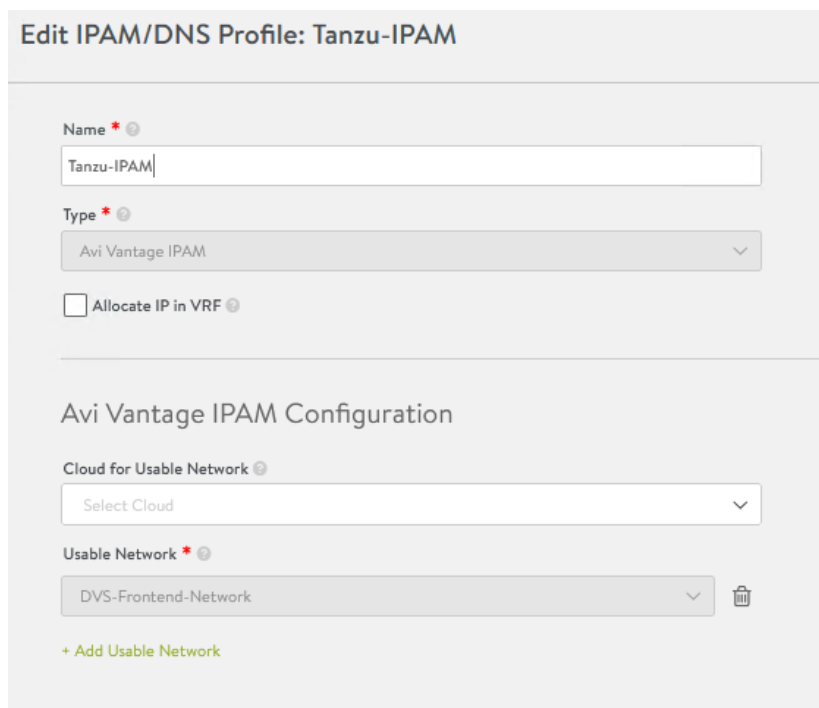 Edit IPAM/DNS Profile: Tanzu-IPAM
Name *
Tanzu-IPAM
Type *
Avi Vantage IPAM
Allocate IP in VRF
Avi Vantage IPAM Configuration
Cloud for Usable Network
Select Cloud
Usable Network *
DVS-Frontend-Network
+ Add Usable Network